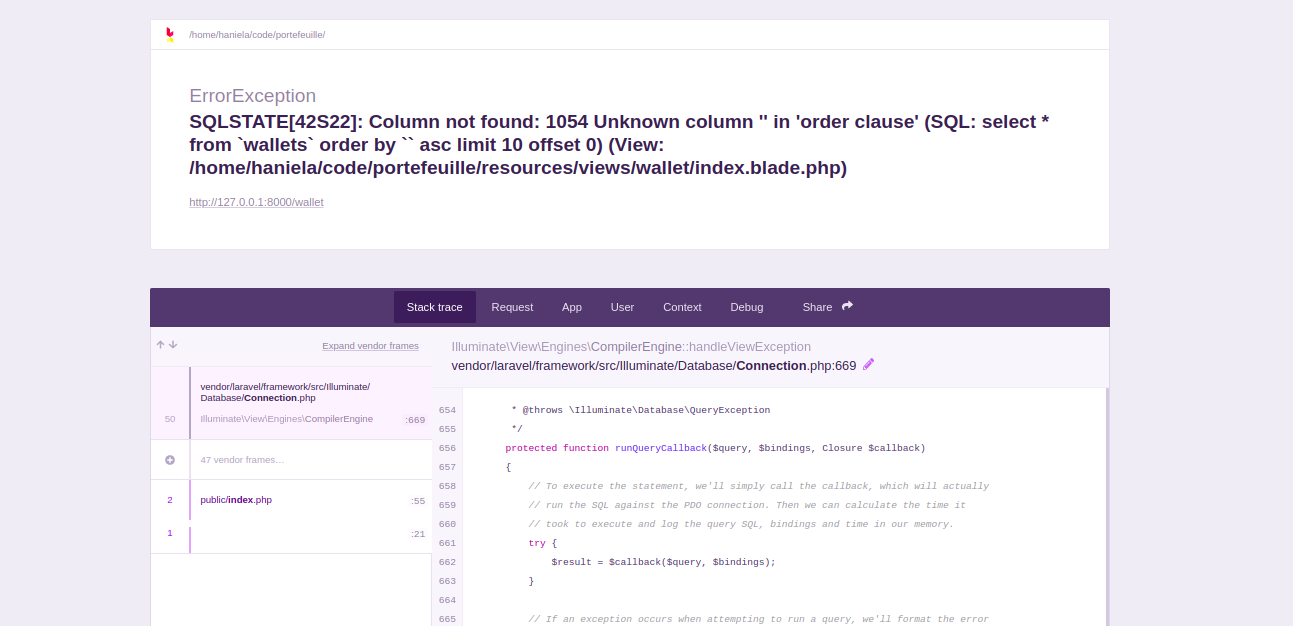 /home/haniela/code/portefeuille/
ErrorException
SQLSTATE[42S22]: Column not found: 1054 Unknown column '' in 'order clause' (SQL: select *
from `wallets` order by `` asc limit 10 offset 0) (View:
/home/haniela/code/portefeuille/resources/views/wallet/index.blade.php)
http://127.0.0.1:8000/wallet
Stack trace Request App User Context Debug Share
Expand vendor frames
vendor/laravel/framework/src/Illuminate/
Database/Connection.php
50 Illuminate\View\Engines\CompilerEngine :669
47 vendor frames…
2 public/index.php :55
1 :21
Illuminate\View\Engines\CompilerEngine::handleViewException
vendor/laravel/framework/src/Illuminate/Database/Connection.php:669
654 * @throws \Illuminate\Database\QueryException
655 */
656 protected function runQueryCallback($query, $bindings, Closure $callback)
657 {
658 // To execute the statement, we'll simply call the callback, which will actually
659 // run the SQL against the PDO connection. Then we can calculate the time it
660 // took to execute and log the query SQL, bindings and time in our memory.
661 try {
662 $result = $callback($query, $bindings);
663 }
664
665 // If an exception occurs when attempting to run a query, we'll format the error